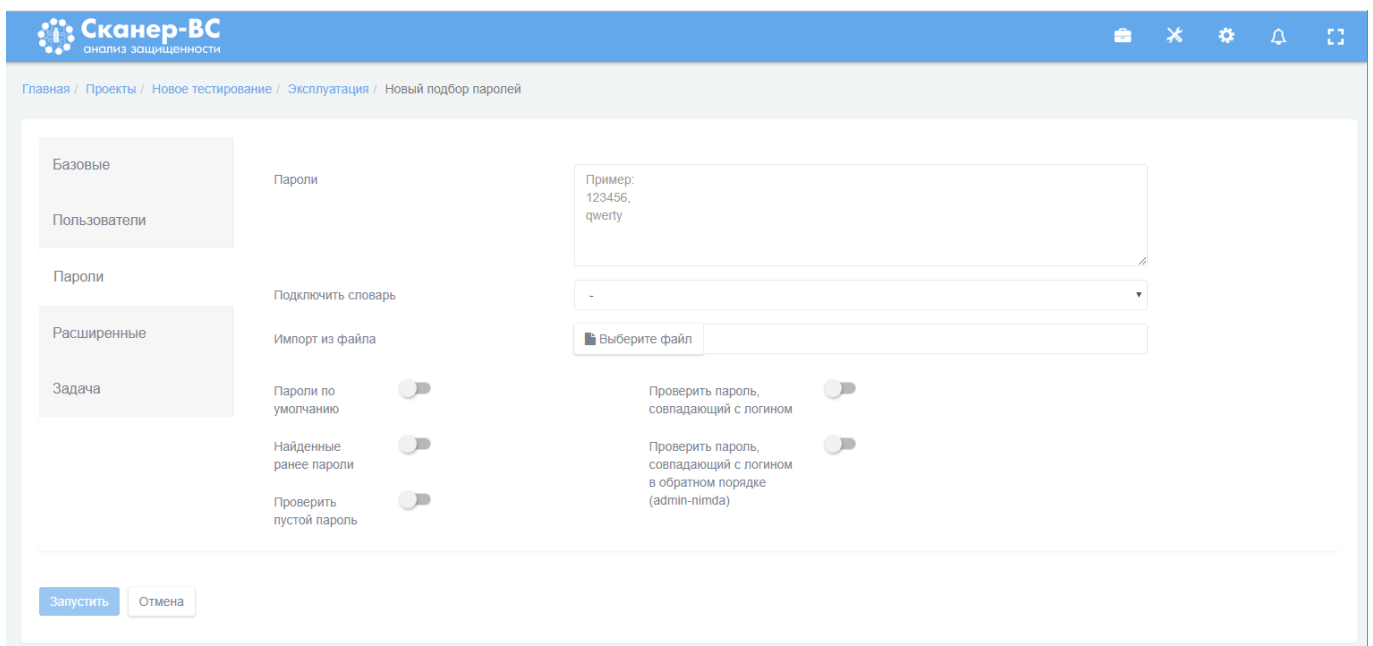 Сканер-ВС
анализ защищенности
Главная / Проекты / Новое тестирование / Эксплуатация / Новый подбор паролей
Базовые
Пользователи
Пароли
Расширенные
Задача
Пароли
Пример:
123456,
qwerty
Подключить словарь
-
Импорт из файла
Выберите файл
Пароли по
умолчанию
Проверить пароль,
совпадающий с логином
Найденные
ранее пароли
Проверить пароль,
совпадающий с логином
в обратном порядке
(admin-nimda)
Проверить
пустой пароль
Запустить
Отмена